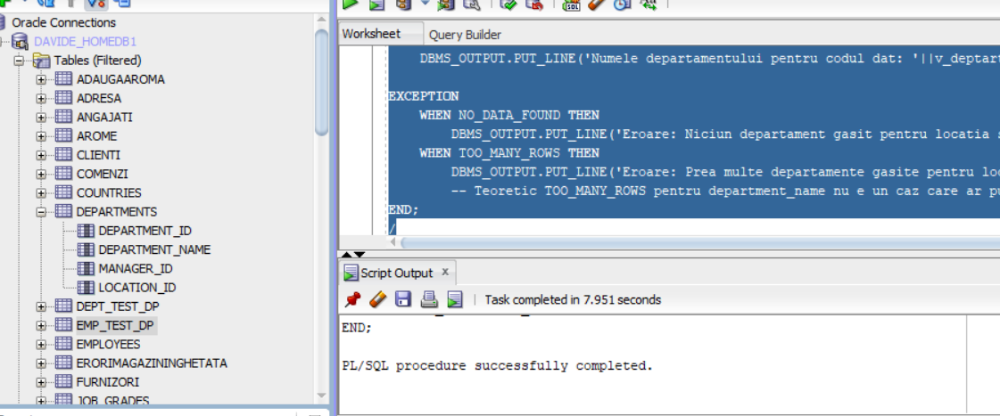 Oracle Connections
DAVIDE_HOMEDB1
Tables (Filtered)
ADAUGAAROMA
ADRESA
ANGAJATI
AROME
CLIENTI
COMENZI
COUNTRIES
DEPARTMENTS
DEPARTMENT_ID
DEPARTMENT_NAME
MANAGER_ID
LOCATION_ID
DEPT_TEST_DP
EMP_TEST_DP
EMPLOYEES
ERORIMAGAZININGHETATA
FURNIZORI
JOB_GRADES
SQL
Worksheet
Query Builder
DBMS_OUTPUT.PUT_LINE('Numele departamentului pentru codul dat: '||v_deptart
EXCEPTION
WHEN NO_DATA_FOUND THEN
DBMS_OUTPUT.PUT_LINE('Eroare: Niciun departament gasit pentru locatia s
WHEN TOO_MANY_ROWS THEN
DBMS_OUTPUT.PUT_LINE('Eroare: Prea multe departamente gasite pentru loc
-- Teoretic TOO_MANY_ROWS pentru department_name nu e un caz care ar pu
END;
/
Script Output x
Task completed in 7.951 seconds
END;
PL/SQL procedure successfully completed.